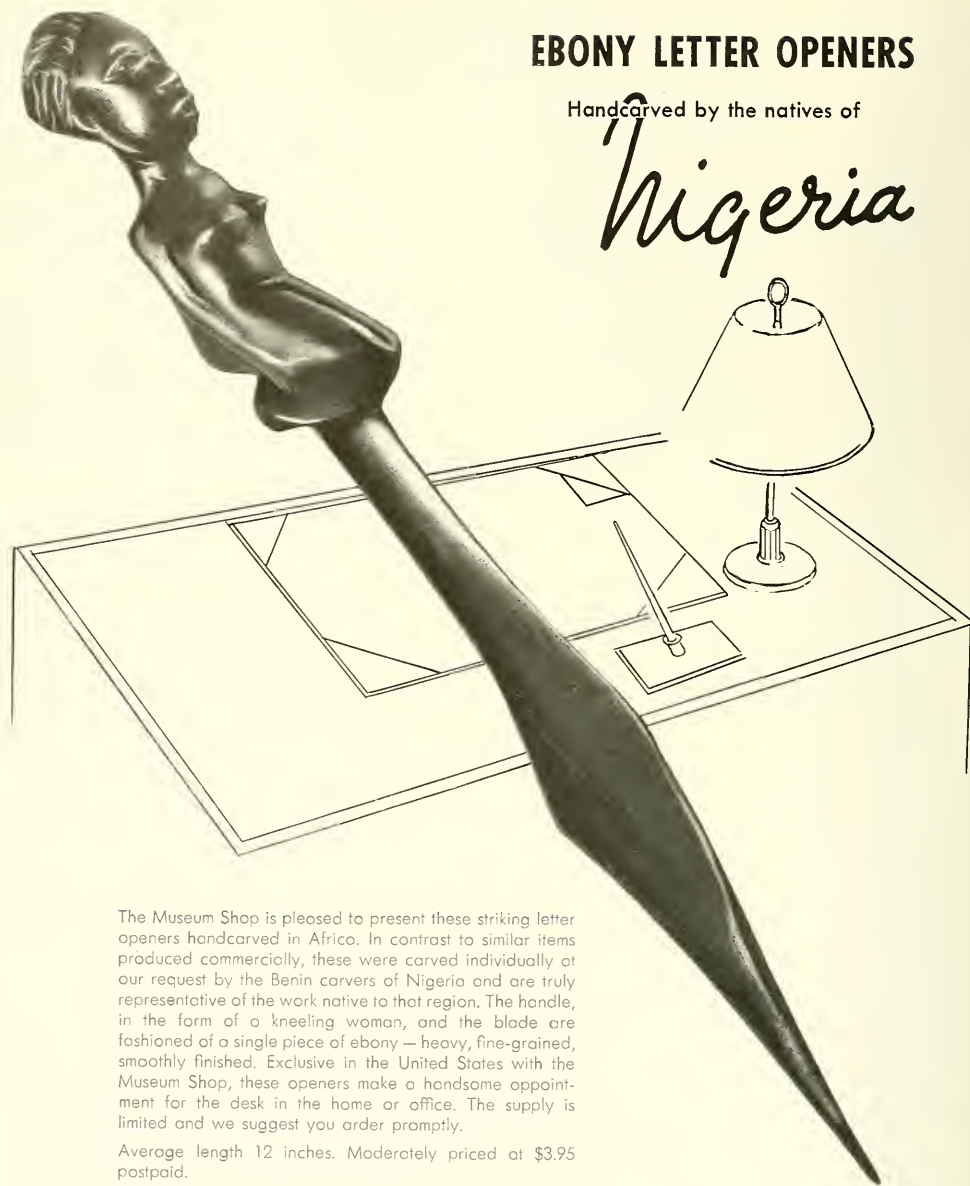 EBONY LETTER OPENERS
Handcarved by the natives of
Nigeria
The Museum Shop is pleased to present these striking letter
openers handcarved in Africa. In contrast to similar items
produced commercially, these were carved individually at
our request by the Benin carvers of Nigeria and are truly
representative of the work native to that region. The handle,
in the form of a kneeling woman, and the blade are
fashioned of a single piece of ebony — heavy, fine-grained,
smoothly finished. Exclusive in the United States with the
Museum Shop, these openers make a handsome appoint-
ment for the desk in the home or office. The supply is
limited and we suggest you order promptly.
Average length 12 inches. Moderately priced at $3.95
postpaid.